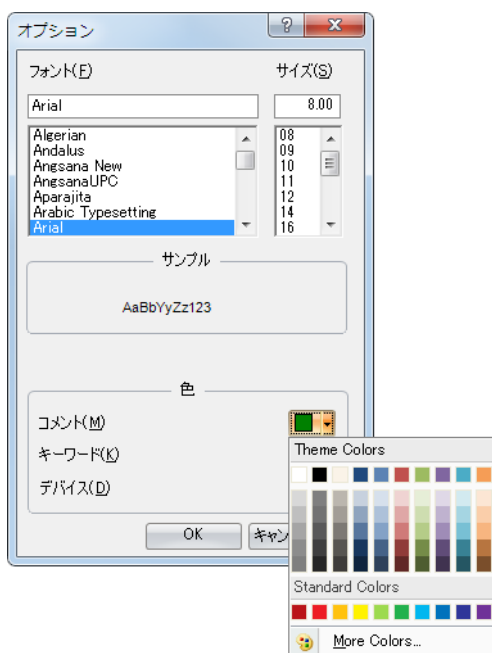 オプション
フォント(F) サイズ(S)
Arial 8.00
Algerian 08
Andalus 09
Angsana New 10
AngsanaUPC 11
Aparajita 12
Arabic Typesetting 14
Arial 16
サンプル
AaBbYyZz123
色
コメント(M)
キーワード(K)
デバイス(D)
OK キャン
Theme Colors
Standard Colors
More Colors...